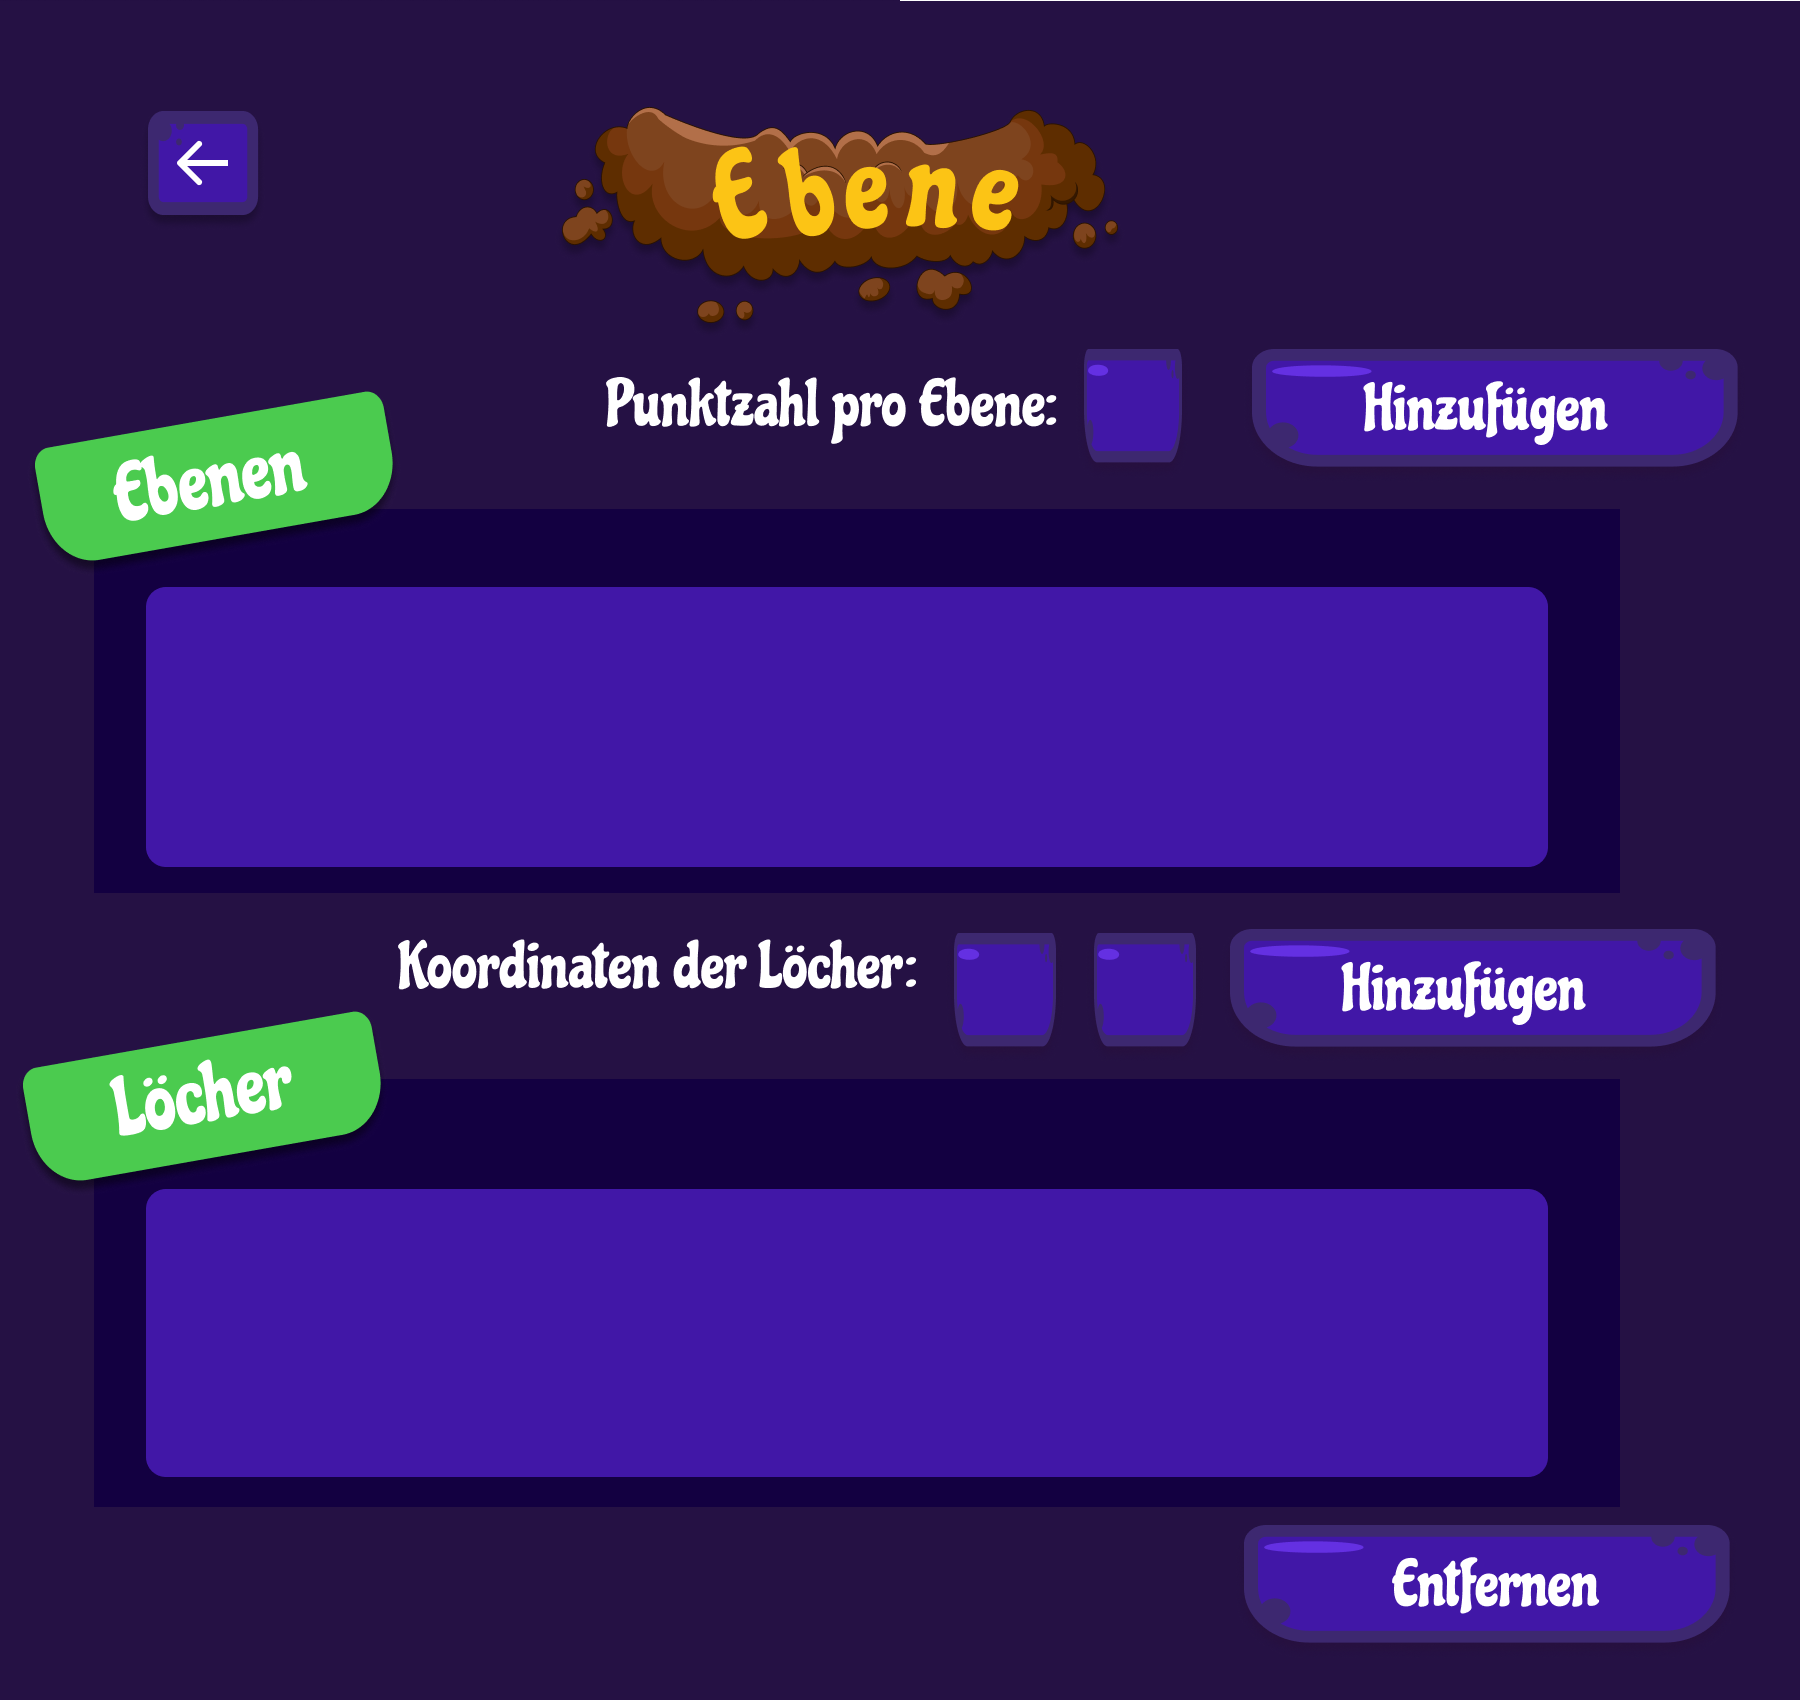 Ebene
Punktzahl pro Ebene:
Hinzufügen
Ebenen
Koordinaten der Löcher:
Hinzufügen
Löcher
Entfernen